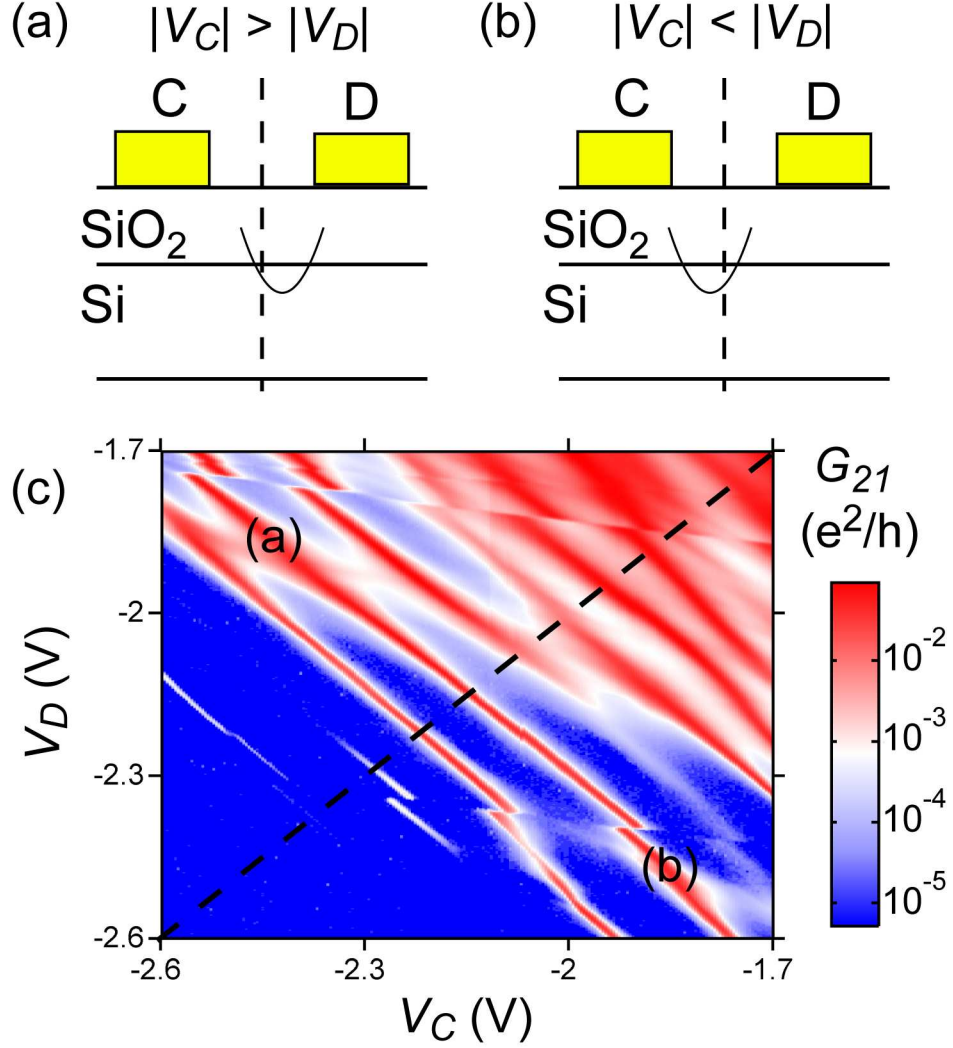 (a) |V_C| > |V_D|
C D
SiO₂
Si
(b) |V_C| < |V_D|
C D
SiO₂
Si
(c)
-1.7
-2
-2.3
-2.6
V_D (V)
(a)
(b)
-2.6 -2.3 -2 -1.7
V_C (V)
G₂₁
(e²/h)
10⁻²
10⁻³
10⁻⁴
10⁻⁵